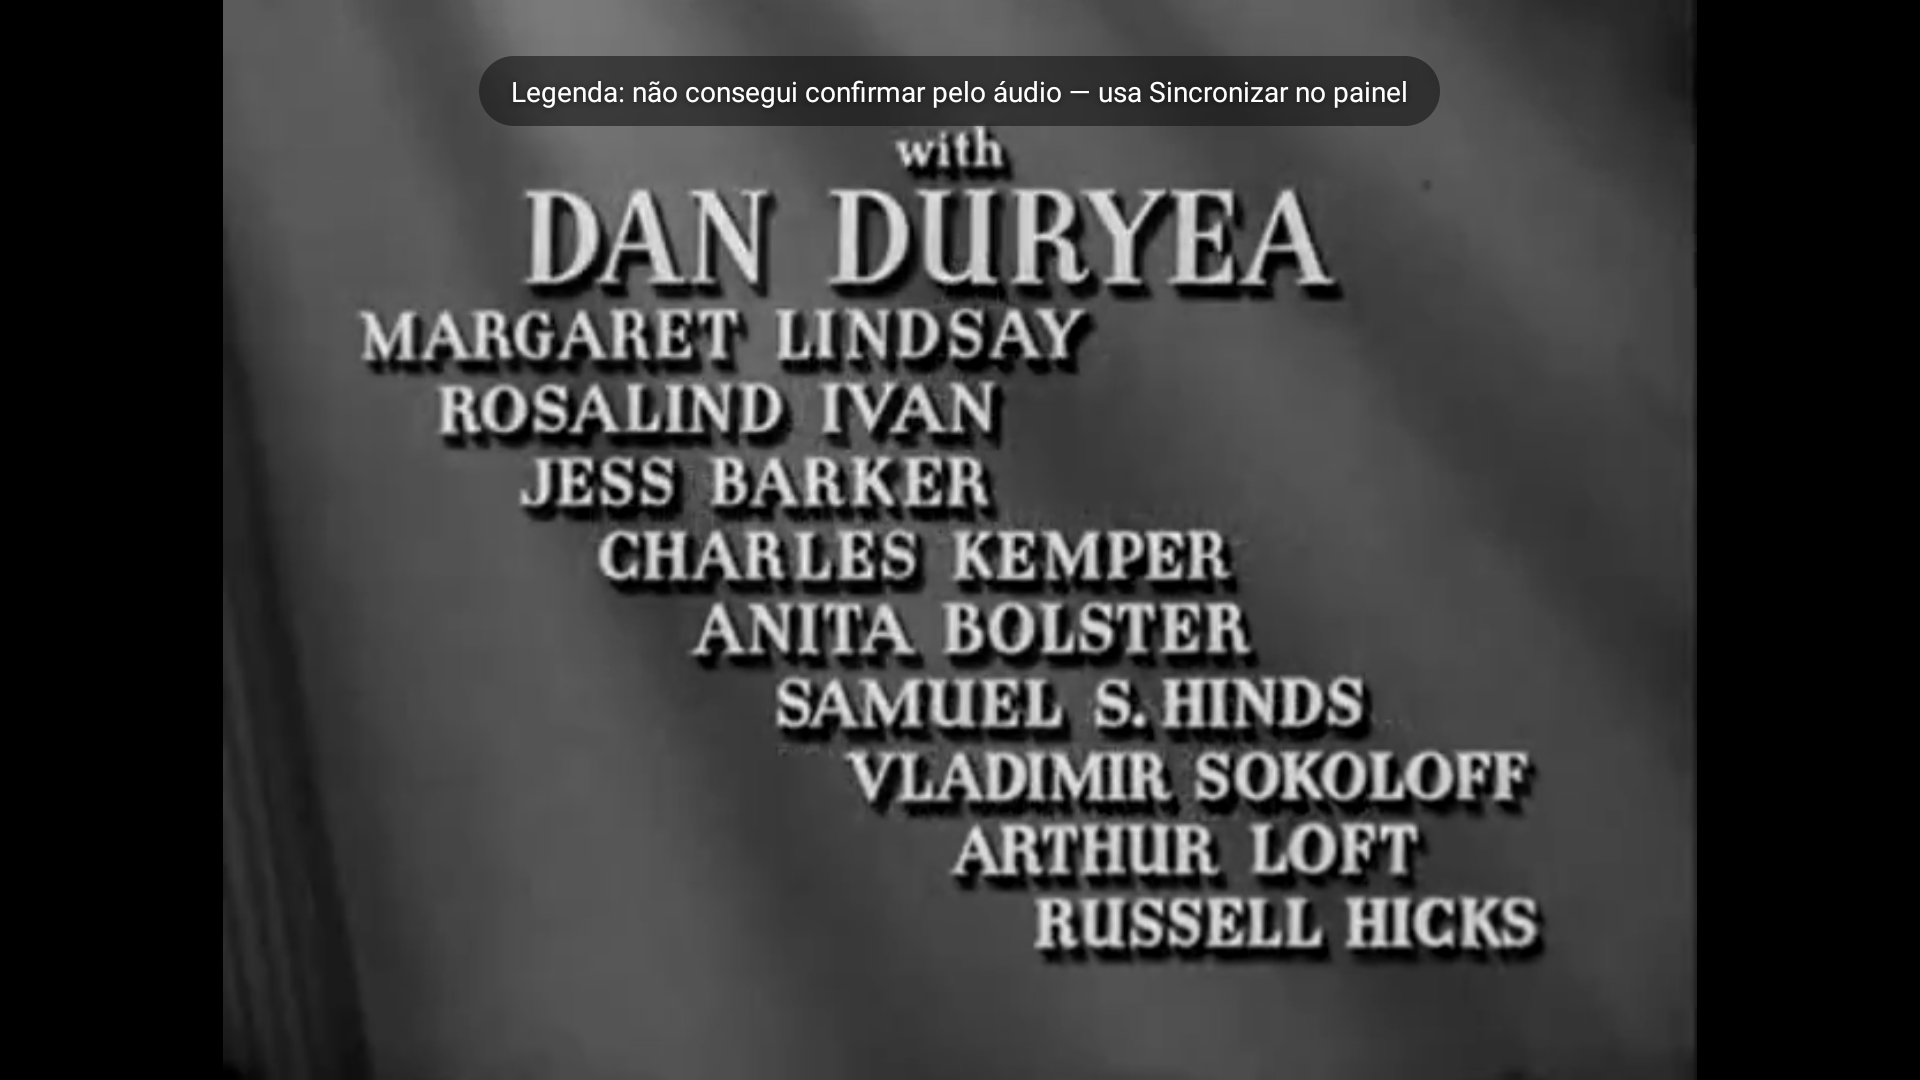 Legenda: não consegui confirmar pelo áudio — usa Sincronizar no painel
with
DAN DURYEA
MARGARET LINDSAY
ROSALIND IVAN
JESS BARKER
CHARLES KEMPER
ANITA BOLSTER
SAMUEL S. HINDS
VLADIMIR SOKOLOFF
ARTHUR LOFT
RUSSELL HICKS